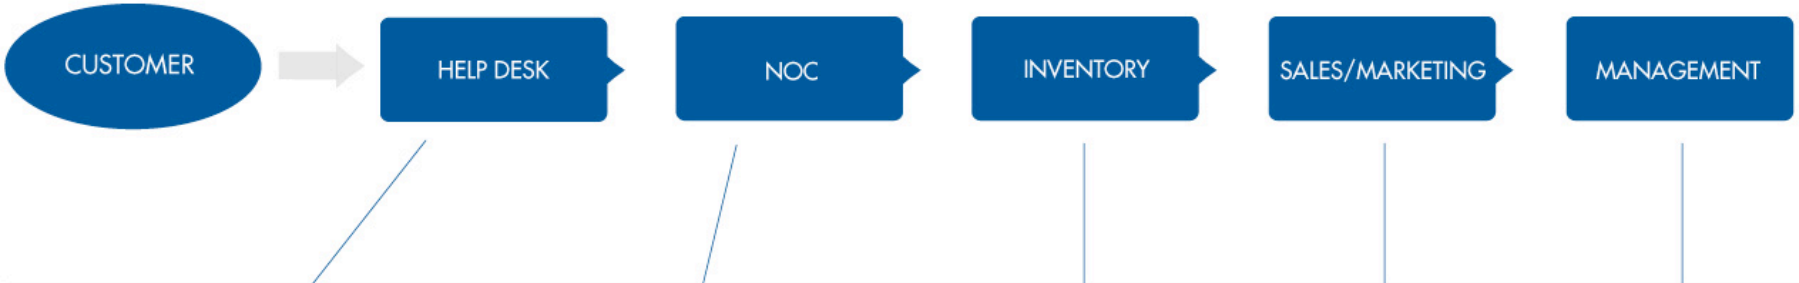 CUSTOMER
HELP DESK
NOC
INVENTORY
SALES/MARKETING
MANAGEMENT